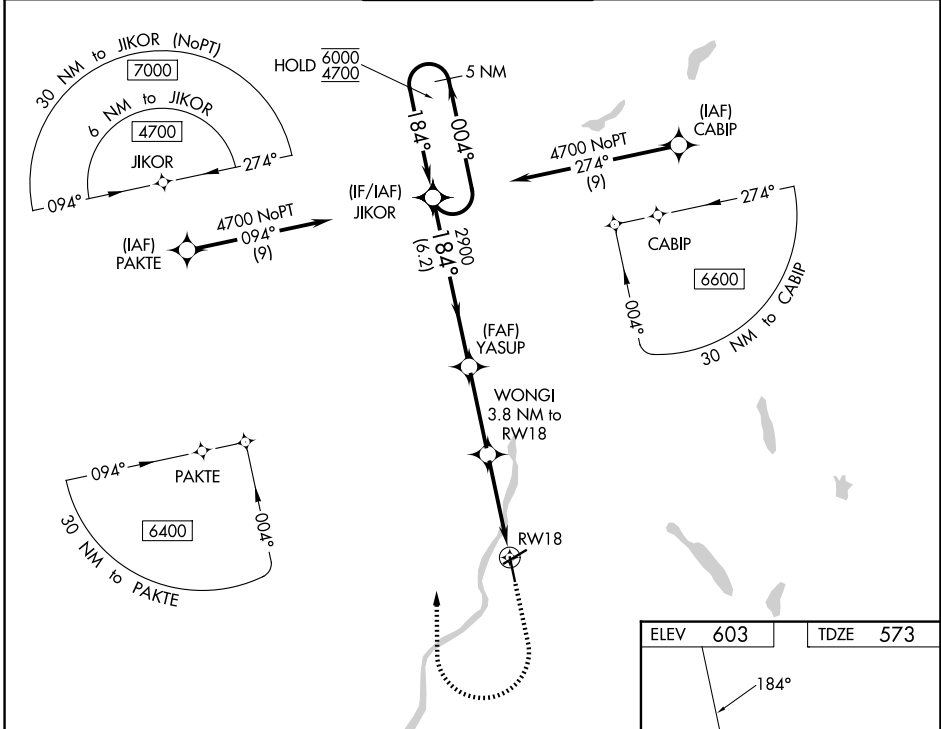 30 NM to JIKOR (NoPT)
7000
6 NM to JIKOR
4700
JIKOR
094°
274°
HOLD 6000
4700
5 NM
184°
004°
(IF/IAF)
JIKOR
4700 NoPT
094°
(9)
(IAF)
PAKTE
(IAF)
CABIP
4700 NoPT
274°
(9)
274°
CABIP
6600
004°
30 NM to CABIP
2900
184°
(6.2)
(FAF)
YASUP
WONGI
3.8 NM to
RW18
RW18
094°
PAKTE
6400
004°
30 NM to PAKTE
ELEV 603
TDZE 573
184°